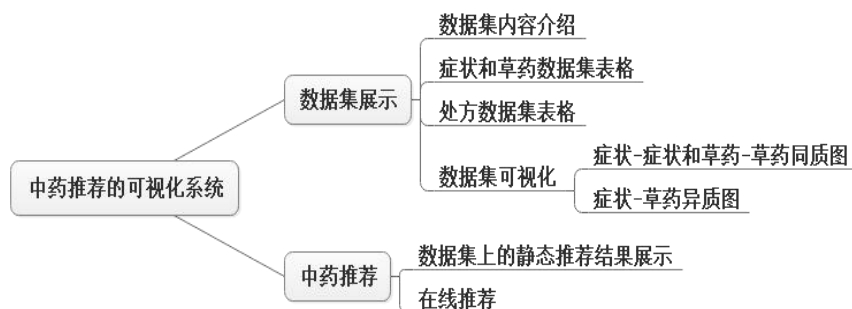 数据集内容介绍
症状和草药数据集表格
数据集展示
处方数据集表格
症状-症状和草药-草药同质图
数据集可视化
症状-草药异质图
中药推荐的可视化系统
数据集上的静态推荐结果展示
中药推荐
在线推荐